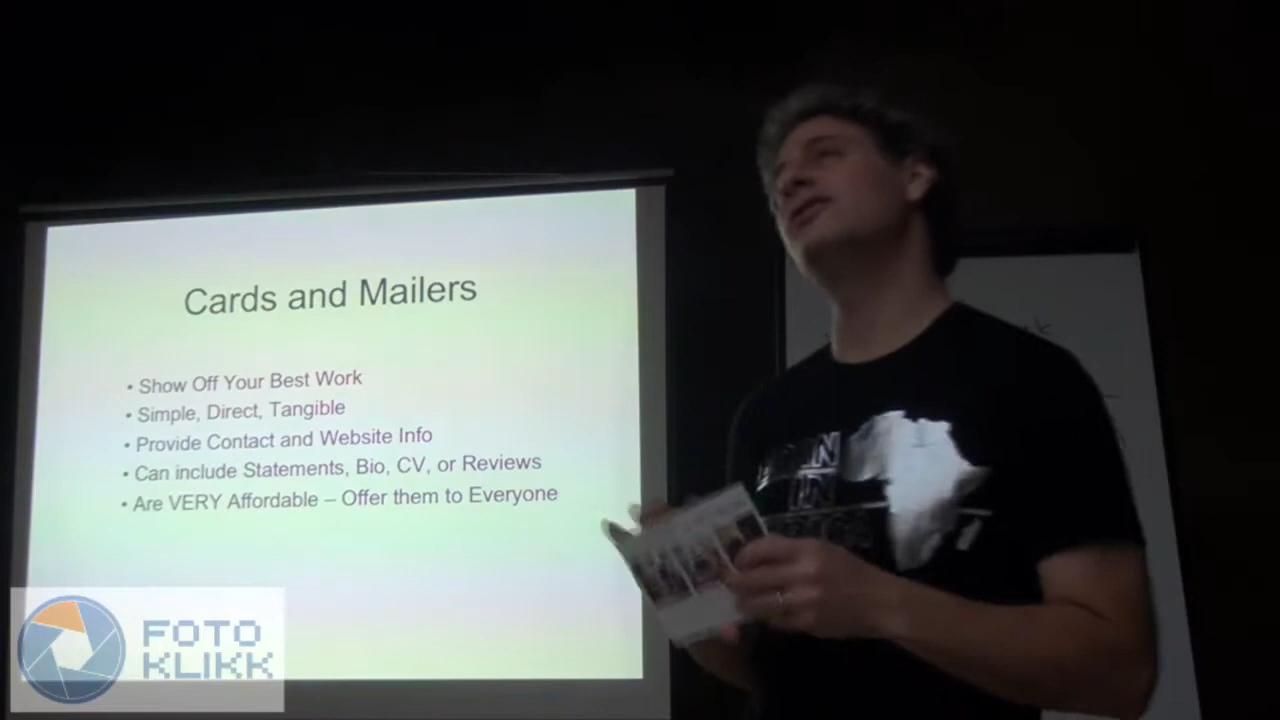 Cards and Mailers
• Show Off Your Best Work
• Simple, Direct, Tangible
• Provide Contact and Website Info
• Can include Statements, Bio, CV, or Reviews
• Are VERY Affordable – Offer them to Everyone
FOTO
KLIKK
IN